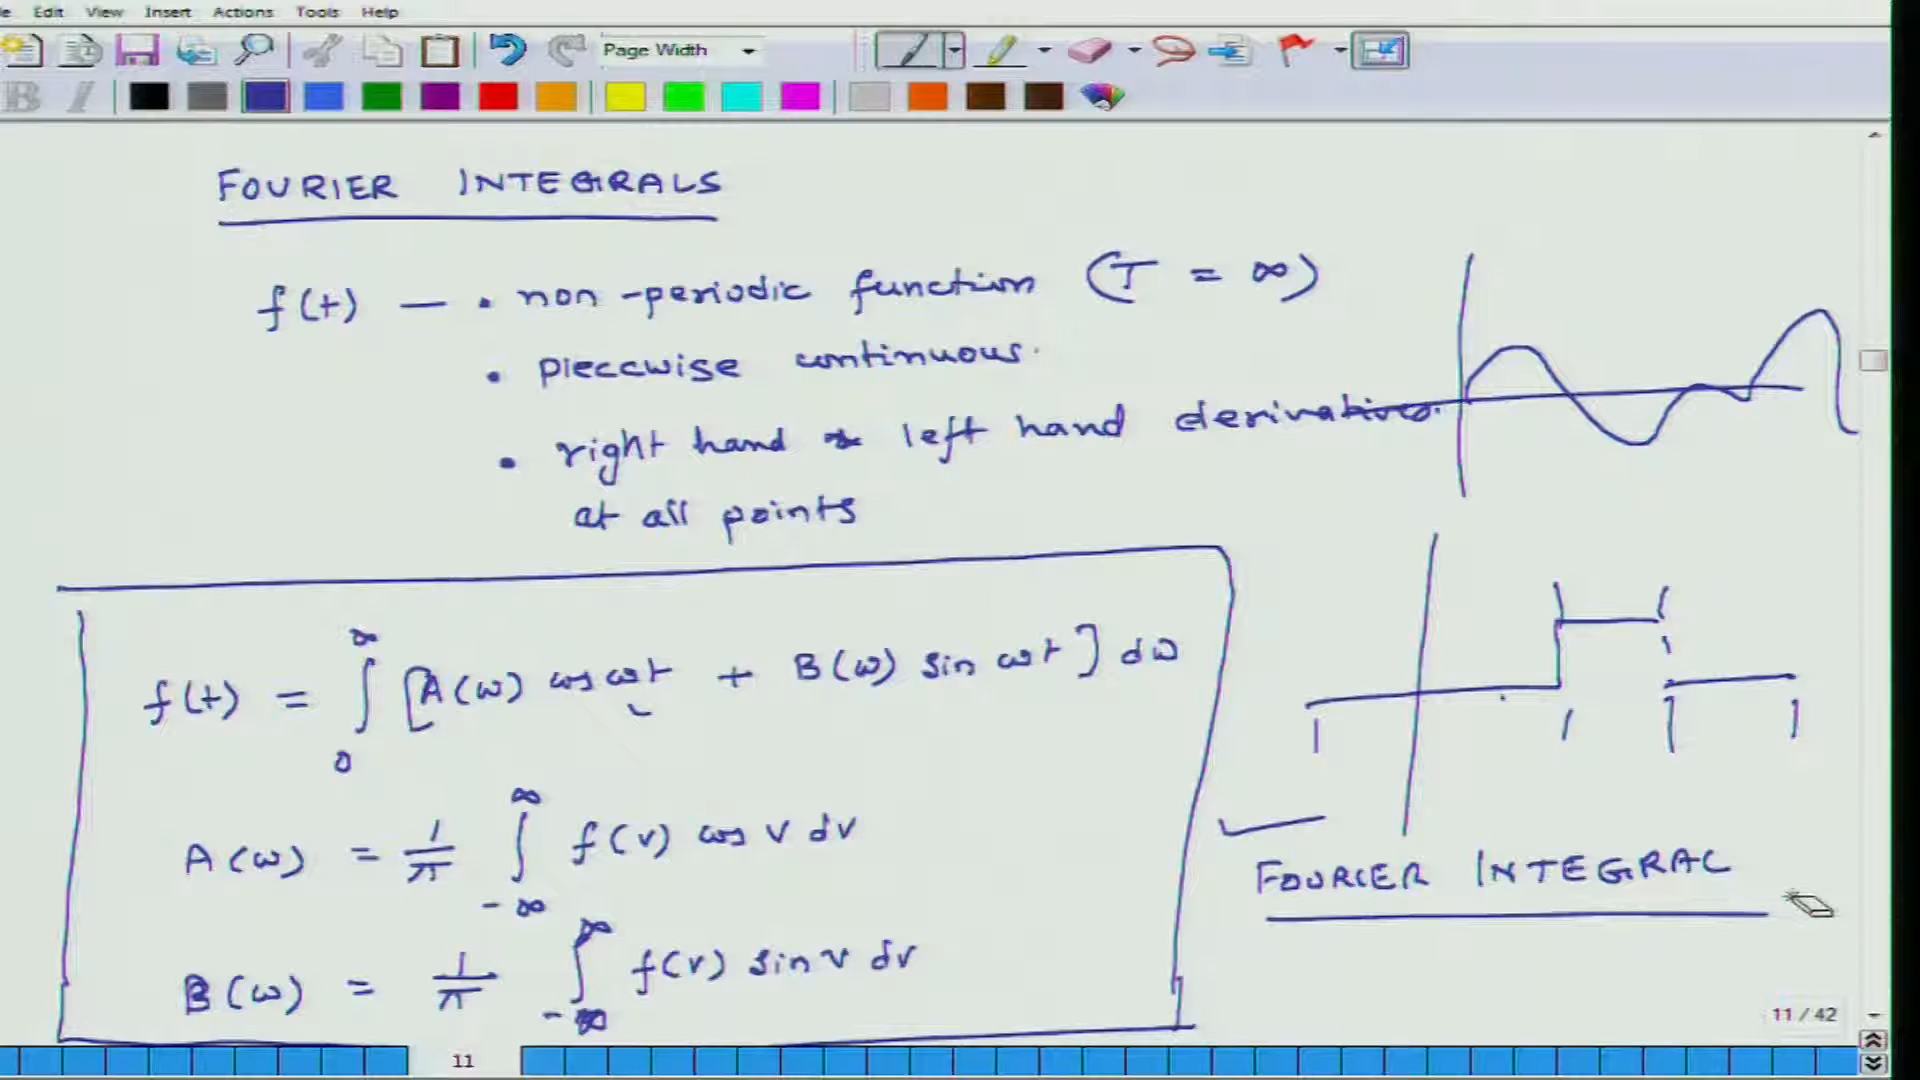 Edit View Insert Actions Tools Help
Page Width
B I
FOURIER INTEGRALS
f(t) — • non-periodic function (T = ∞)
• piecewise continuous.
• right hand & left hand derivatives.
at all points
f(t) = ∫₀^∞ [A(ω) cos ωt + B(ω) sin ωt] dω
A(ω) = 1/π ∫_{-∞}^{∞} f(v) cos v dv
B(ω) = 1/π ∫_{-∞}^{∞} f(v) sin v dv
FOURIER INTEGRAL
11 / 42
11